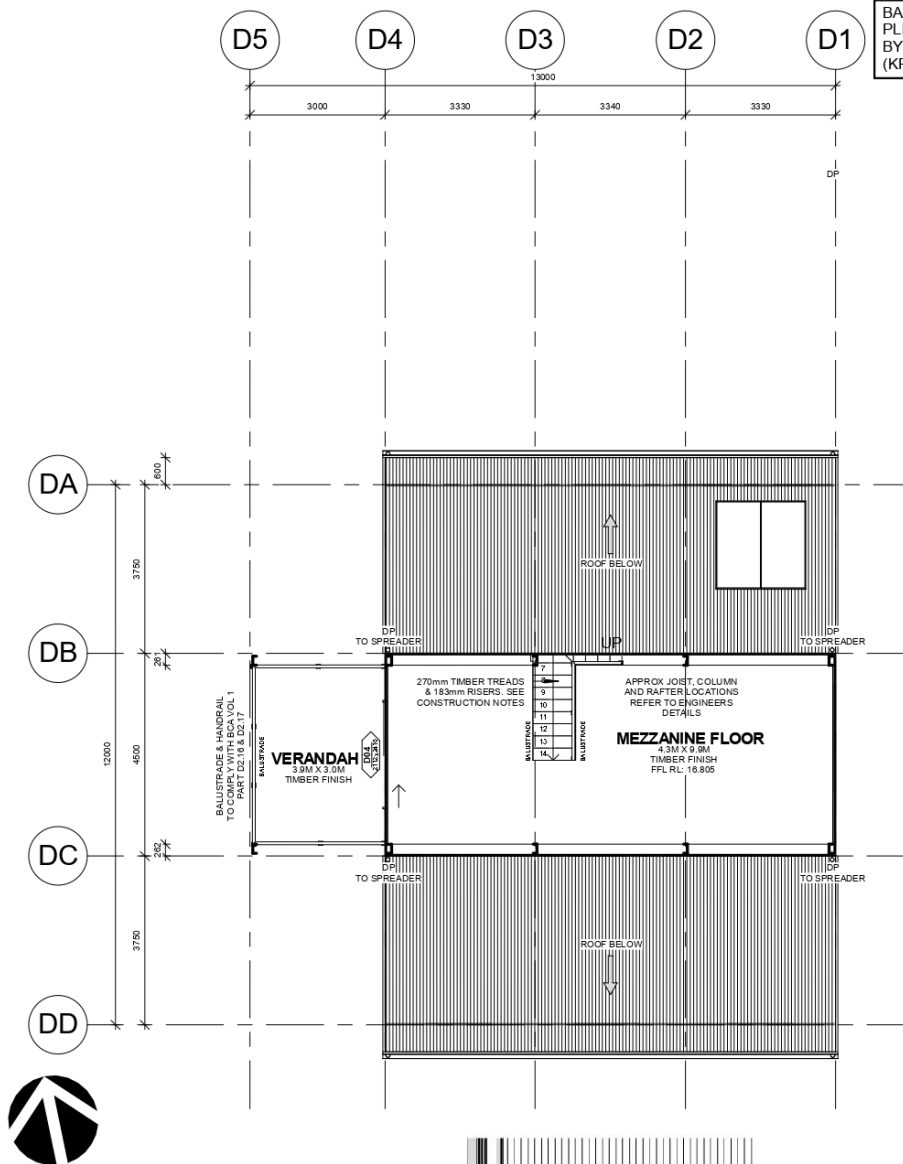 D5
D4
D3
D2
D1
13000
3000
3330
3340
3330
DP
DA
DB
DC
DD
600
3750
261
12000
4500
262
3750
ROOF BELOW
DP
TO SPREADER
UP
DP
TO SPREADER
BALUSTRADE & HANDRAIL
TO COMPLY WITH BCA VOL 1
PART D2.16 & D2.17
BALUSTRADE
VERANDAH
3.9M X 3.0M
TIMBER FINISH
D04
270mm TIMBER TREADS
& 183mm RISERS. SEE
CONSTRUCTION NOTES
BALUSTRADE
7
8
9
10
11
12
13
14
BALUSTRADE
APPROX JOIST, COLUMN
AND RAFTER LOCATIONS
REFER TO ENGINEERS
DETAILS
MEZZANINE FLOOR
4.3M X 9.9M
TIMBER FINISH
FFL RL: 16.805
DP
TO SPREADER
DP
TO SPREADER
ROOF BELOW